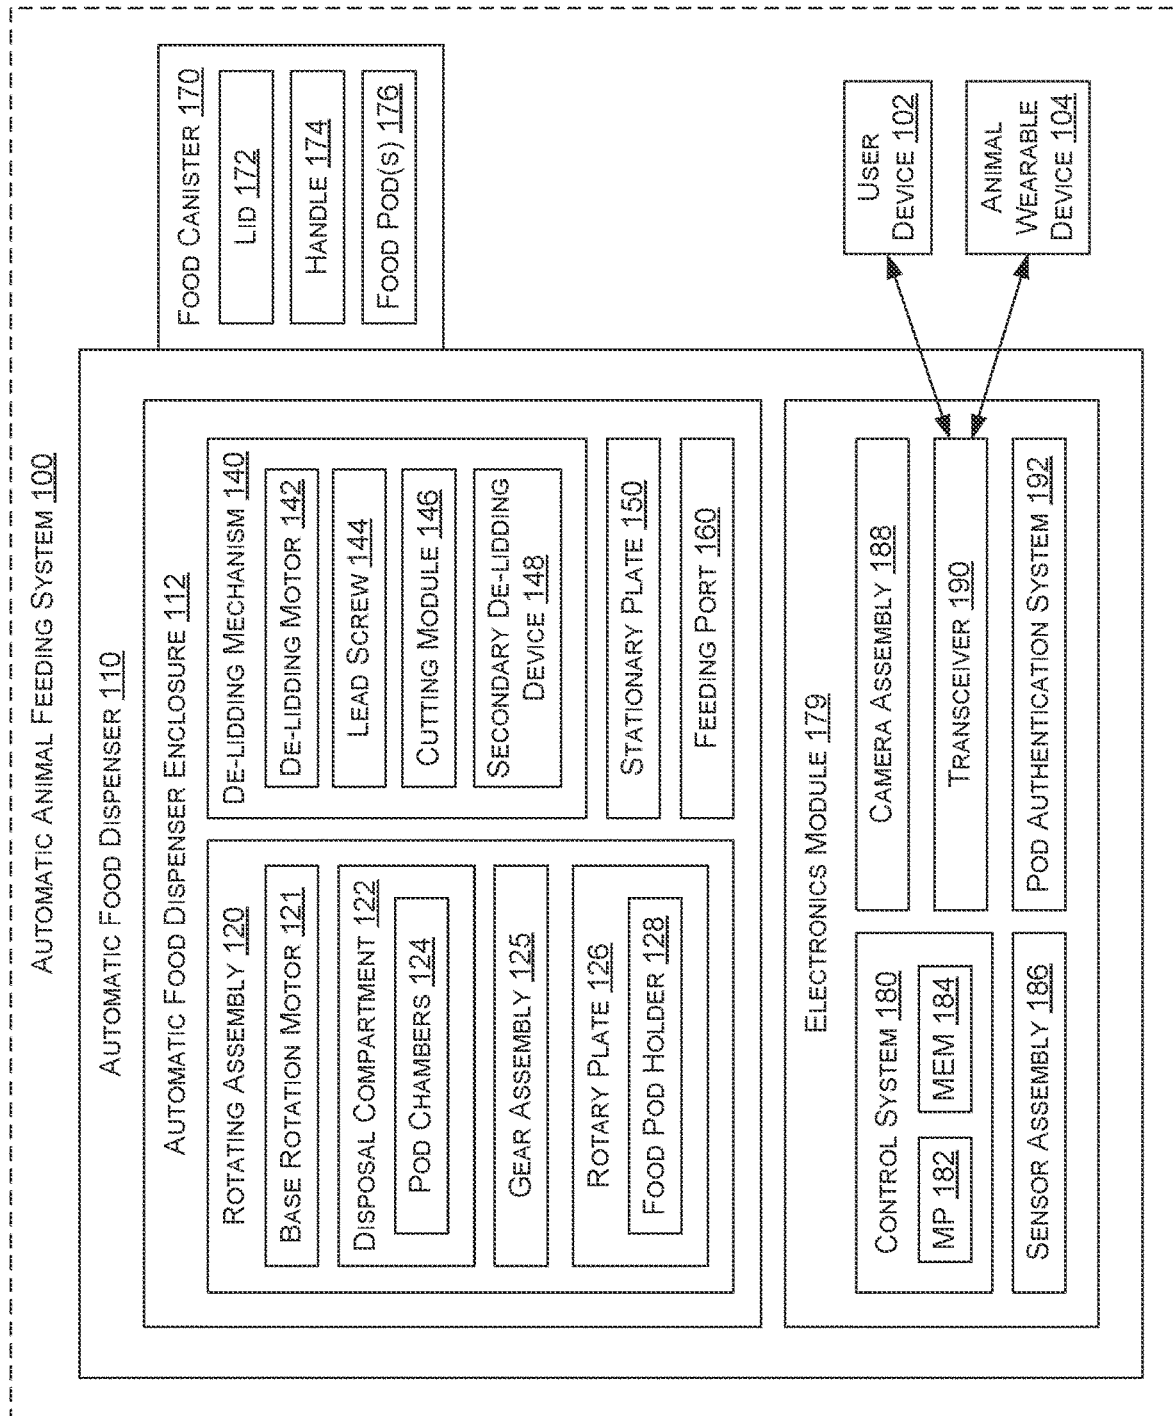 AUTOMATIC ANIMAL FEEDING SYSTEM 100
AUTOMATIC FOOD DISPENSER 110
AUTOMATIC FOOD DISPENSER ENCLOSURE 112
ROTATING ASSEMBLY 120
BASE ROTATION MOTOR 121
DISPOSAL COMPARTMENT 122
POD CHAMBERS 124
GEAR ASSEMBLY 125
ROTARY PLATE 126
FOOD POD HOLDER 128
DE-LIDDING MECHANISM 140
DE-LIDDING MOTOR 142
LEAD SCREW 144
CUTTING MODULE 146
SECONDARY DE-LIDDING
DEVICE 148
STATIONARY PLATE 150
FEEDING PORT 160
FOOD CANISTER 170
LID 172
HANDLE 174
FOOD POD(S) 176
ELECTRONICS MODULE 179
CONTROL SYSTEM 180
MP 182
MEM 184
SENSOR ASSEMBLY 186
CAMERA ASSEMBLY 188
TRANSCEIVER 190
POD AUTHENTICATION SYSTEM 192
USER
DEVICE 102
ANIMAL
WEARABLE
DEVICE 104